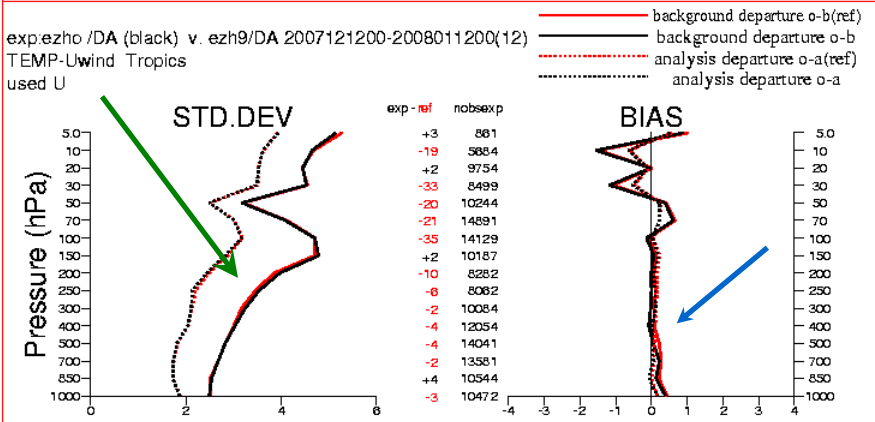 exp:ezho /DA (black) v. ezh9/DA 2007121200-2008011200(12)
TEMP-Uwind Tropics
used U
background departure o-b(ref)
background departure o-b
analysis departure o-a(ref)
analysis departure o-a
STD.DEV
exp - ref
nobsexp
BIAS
Pressure (hPa)
5.0 +3 881 5.0
10 -19 5884 10
20 +2 9754 20
30 -33 8499 30
50 -20 10244 50
70 -21 14891 70
100 -35 14129 100
150 +2 10187 150
200 -10 8282 200
250 -6 8062 250
300 -2 10084 300
400 -4 12054 400
500 -4 14041 500
700 -2 13581 700
850 +4 10544 850
1000 -3 10472 1000
0 2 4 6
-4 -3 -2 -1 0 1 2 3 4